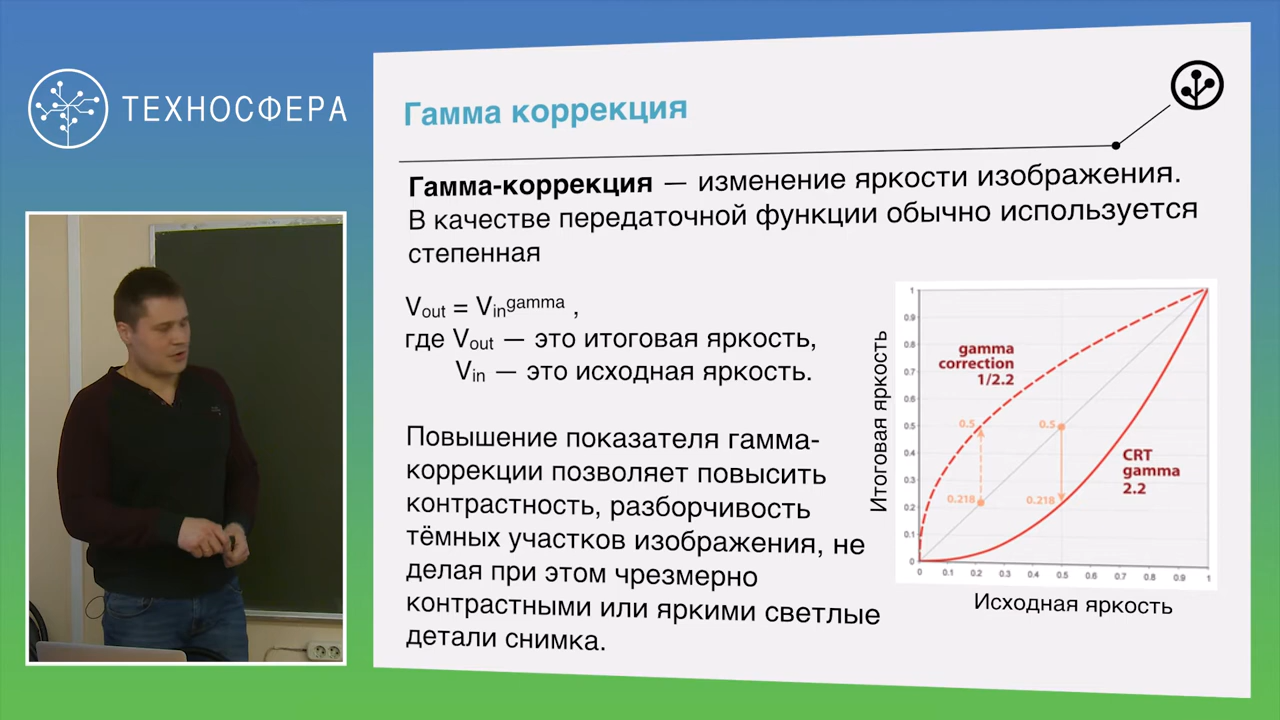 ТЕХНОСФЕРА
Гамма коррекция
Гамма-коррекция — изменение яркости изображения.
В качестве передаточной функции обычно используется
степенная
Vout = Vin^gamma ,
где Vout — это итоговая яркость,
Vin — это исходная яркость.
Повышение показателя гамма-
коррекции позволяет повысить
контрастность, разборчивость
тёмных участков изображения, не
делая при этом чрезмерно
контрастными или яркими светлые
детали снимка.
Итоговая яркость
1
0.9
0.8
0.7
0.6
0.5
0.4
0.3
0.2
0.1
0
gamma
correction
1/2.2
0.5
0.5
0.218
0.218
CRT
gamma
2.2
0 0.1 0.2 0.3 0.4 0.5 0.6 0.7 0.8 0.9 1
Исходная яркость